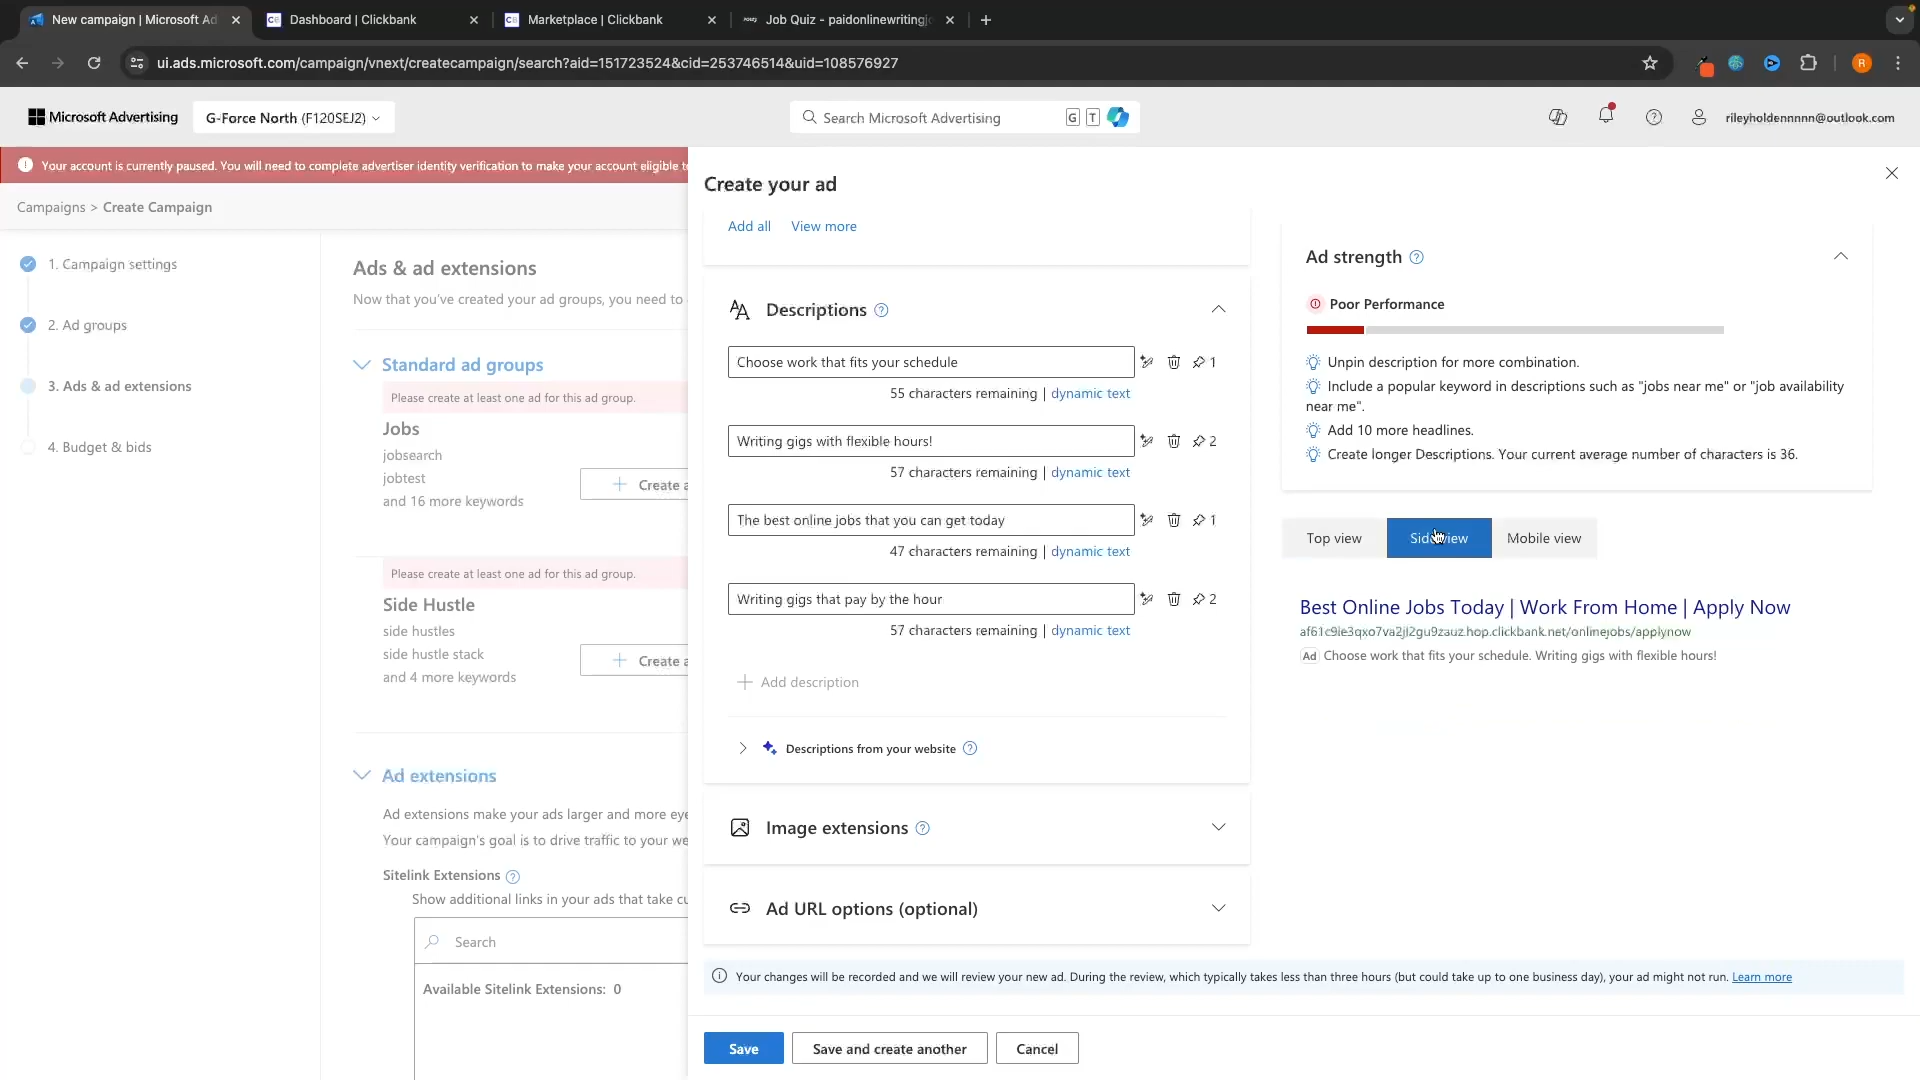 New campaign | Microsoft Ad
Dashboard | Clickbank
Marketplace | Clickbank
Job Quiz - paidonlinewritingj
ui.ads.microsoft.com/campaign/vnext/createcampaign/search?aid=151723524&cid=253746514&uid=108576927
R
Microsoft Advertising
G-Force North (F120SEJ2)
Search Microsoft Advertising
G T
rileyholdennnnn@outlook.com
Your account is currently paused. You will need to complete advertiser identity verification to make your account eligible to
Campaigns > Create Campaign
1. Campaign settings
2. Ad groups
3. Ads & ad extensions
4. Budget & bids
Ads & ad extensions
Now that you've created your ad groups, you need to
Standard ad groups
Please create at least one ad for this ad group.
Jobs
jobsearch
jobtest
and 16 more keywords
Create a
Please create at least one ad for this ad group.
Side Hustle
side hustles
side hustle stack
and 4 more keywords
Create a
Ad extensions
Ad extensions make your ads larger and more eye
Your campaign's goal is to drive traffic to your we
Sitelink Extensions
Show additional links in your ads that take cu
Search
Available Sitelink Extensions: 0
Create your ad
Add all View more
Descriptions
Choose work that fits your schedule
1
55 characters remaining | dynamic text
Writing gigs with flexible hours!
2
57 characters remaining | dynamic text
The best online jobs that you can get today
1
47 characters remaining | dynamic text
Writing gigs that pay by the hour
2
57 characters remaining | dynamic text
Add description
Descriptions from your website
Image extensions
Ad URL options (optional)
Your changes will be recorded and we will review your new ad. During the review, which typically takes less than three hours (but could take up to one business day), your ad might not run. Learn more
Save
Save and create another
Cancel
Ad strength
Poor Performance
Unpin description for more combination.
Include a popular keyword in descriptions such as "jobs near me" or "job availability
near me".
Add 10 more headlines.
Create longer Descriptions. Your current average number of characters is 36.
Top view
Side view
Mobile view
Best Online Jobs Today | Work From Home | Apply Now
af61c9ie3qxo7va2jl2gu9zauz.hop.clickbank.net/onlinejobs/applynow
Ad Choose work that fits your schedule. Writing gigs with flexible hours!